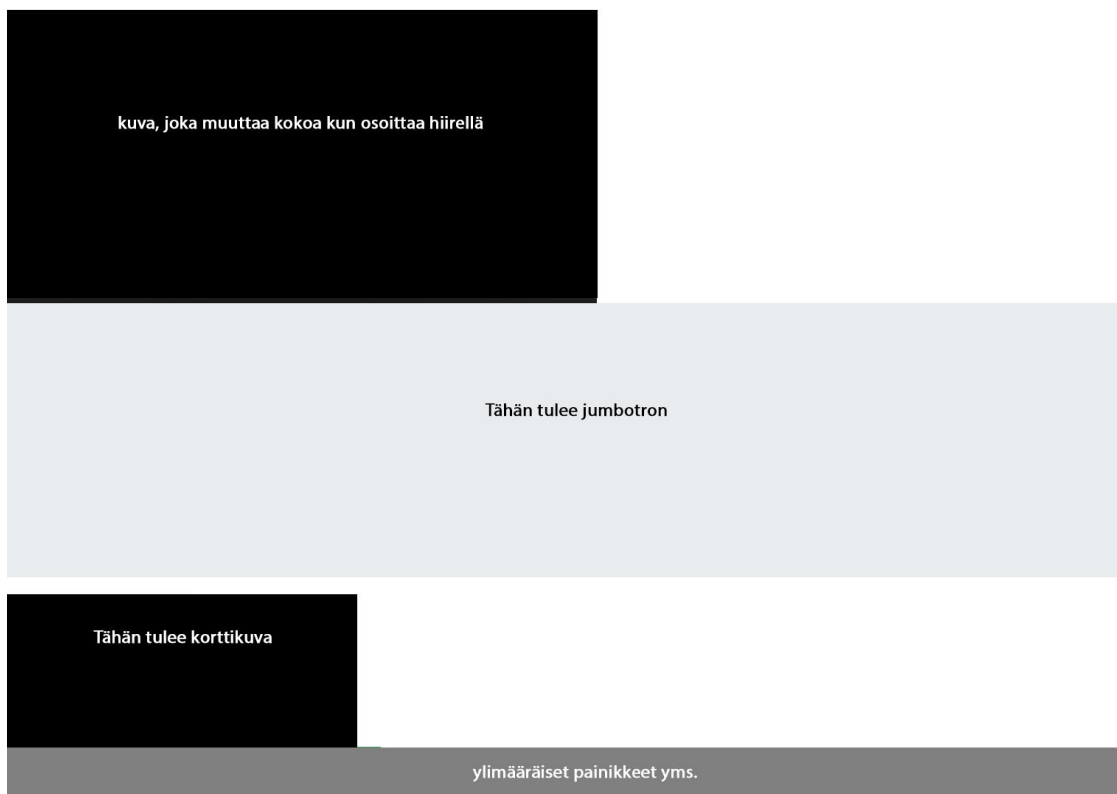 kuva, joka muuttaa kokoa kun osoittaa hiirellä
Tähän tulee jumbotron
Tähän tulee korttikuva
ylimääräiset painikkeet yms.